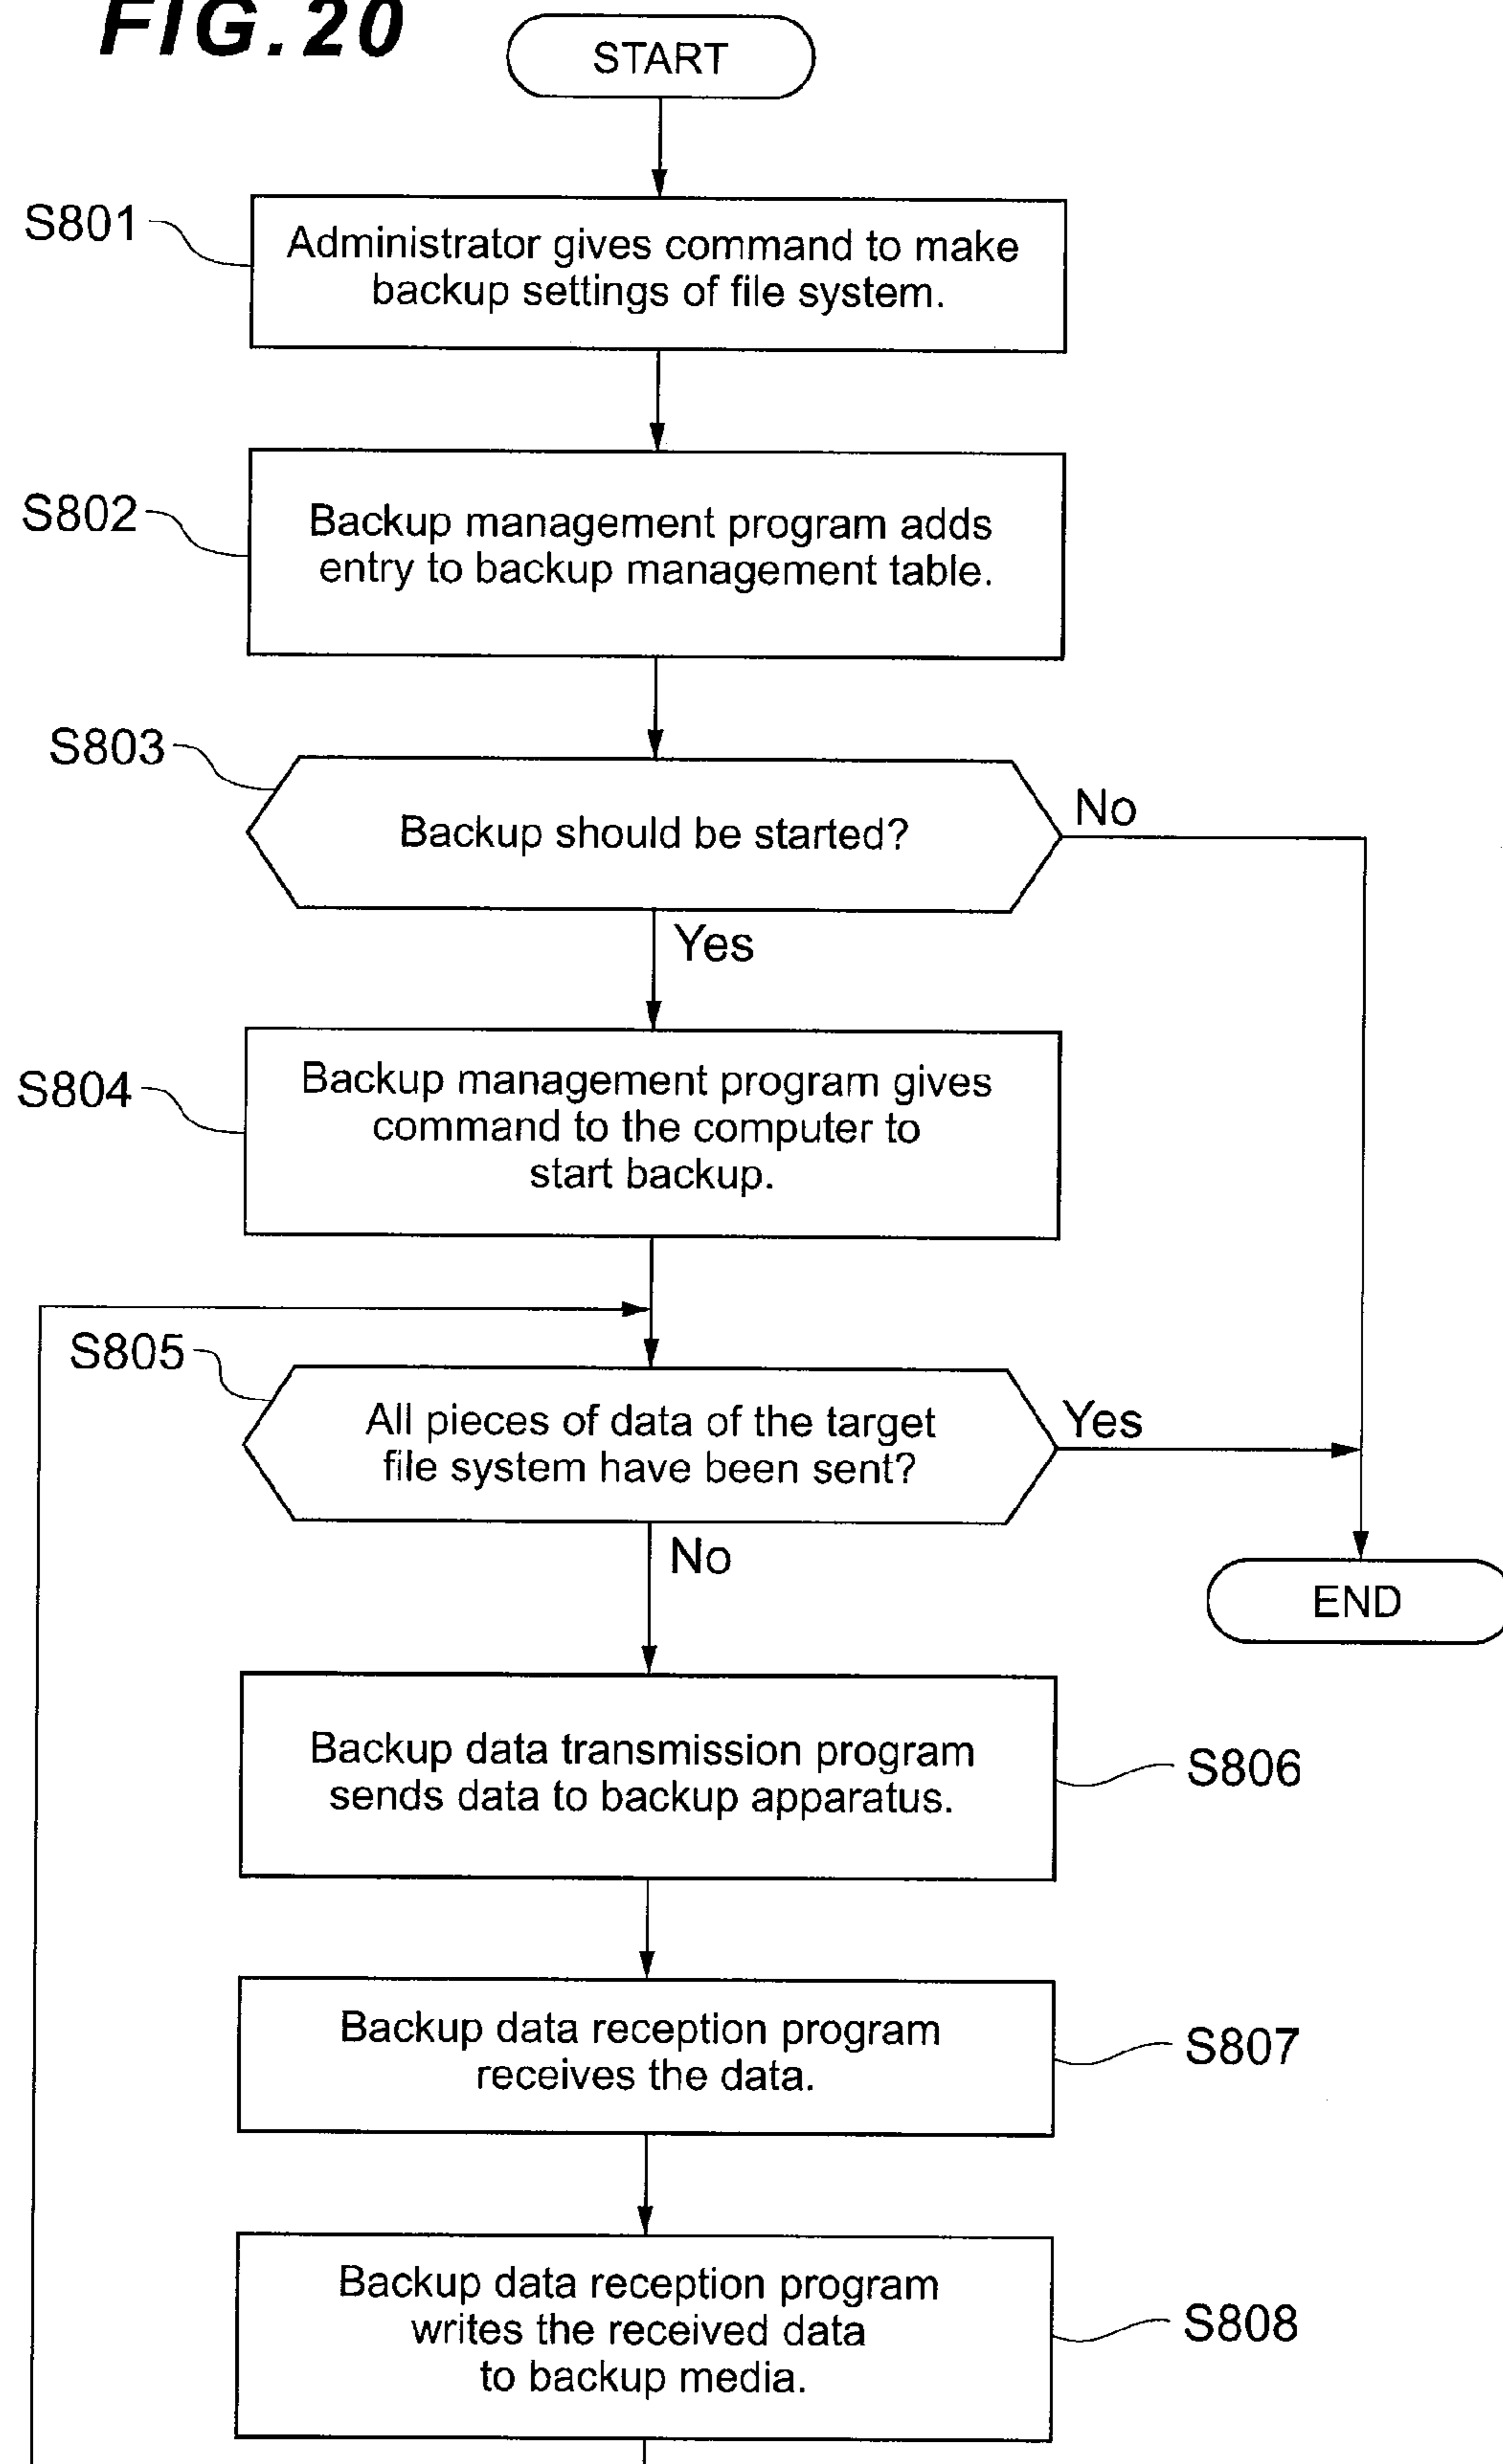 FIG. 20
START
S801
Administrator gives command to make
backup settings of file system.
S802
Backup management program adds
entry to backup management table.
S803
Backup should be started?
No
Yes
S804
Backup management program gives
command to the computer to
start backup.
S805
All pieces of data of the target
file system have been sent?
Yes
No
END
Backup data transmission program
sends data to backup apparatus.
S806
Backup data reception program
receives the data.
S807
Backup data reception program
writes the received data
to backup media.
S808